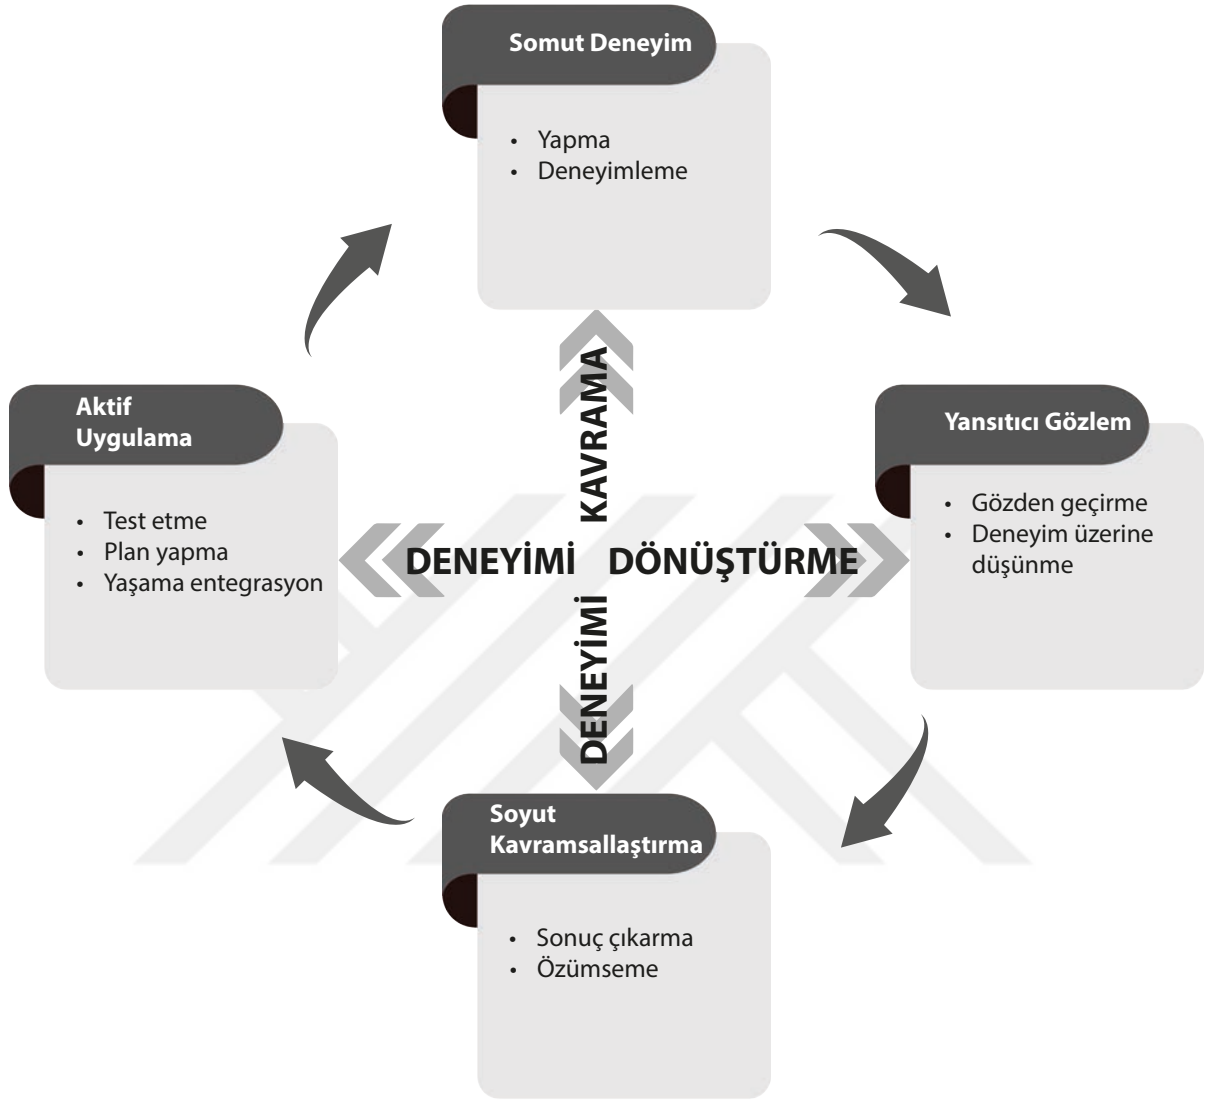 Somut Deneyim
• Yapma
• Deneyimleme
Yansıtıcı Gözlem
• Gözden geçirme
• Deneyim üzerine
düşünme
Soyut
Kavramsallaştırma
• Sonuç çıkarma
• Özümseme
Aktif
Uygulama
• Test etme
• Plan yapma
• Yaşama entegrasyon
DENEYİMİ KAVRAMA
DENEYİMİ DÖNÜŞTÜRME